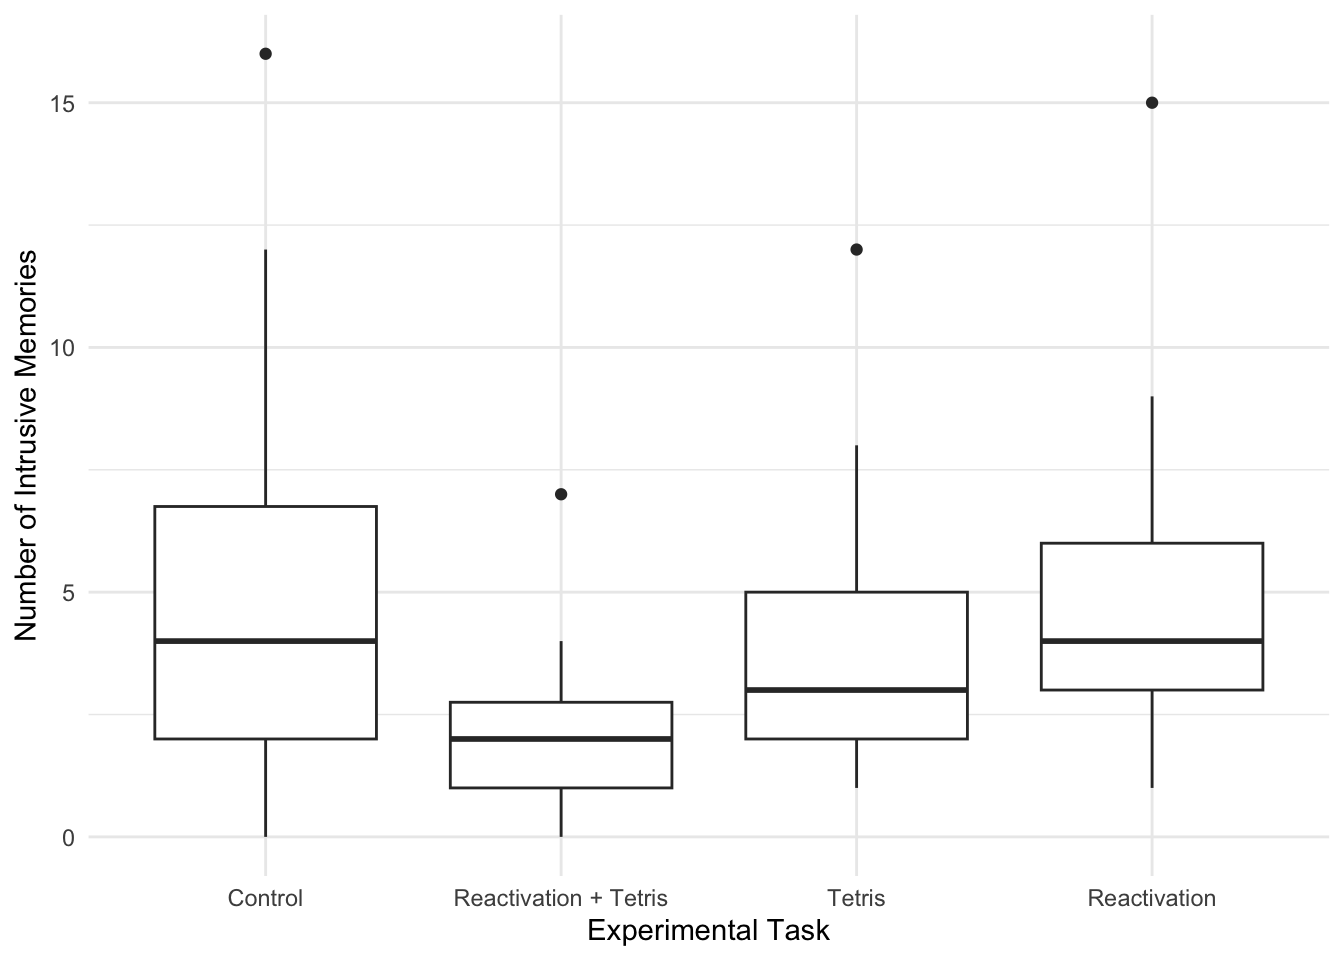 Number of Intrusive Memories
15
10
5
0
Control
Reactivation + Tetris
Tetris
Reactivation
Experimental Task